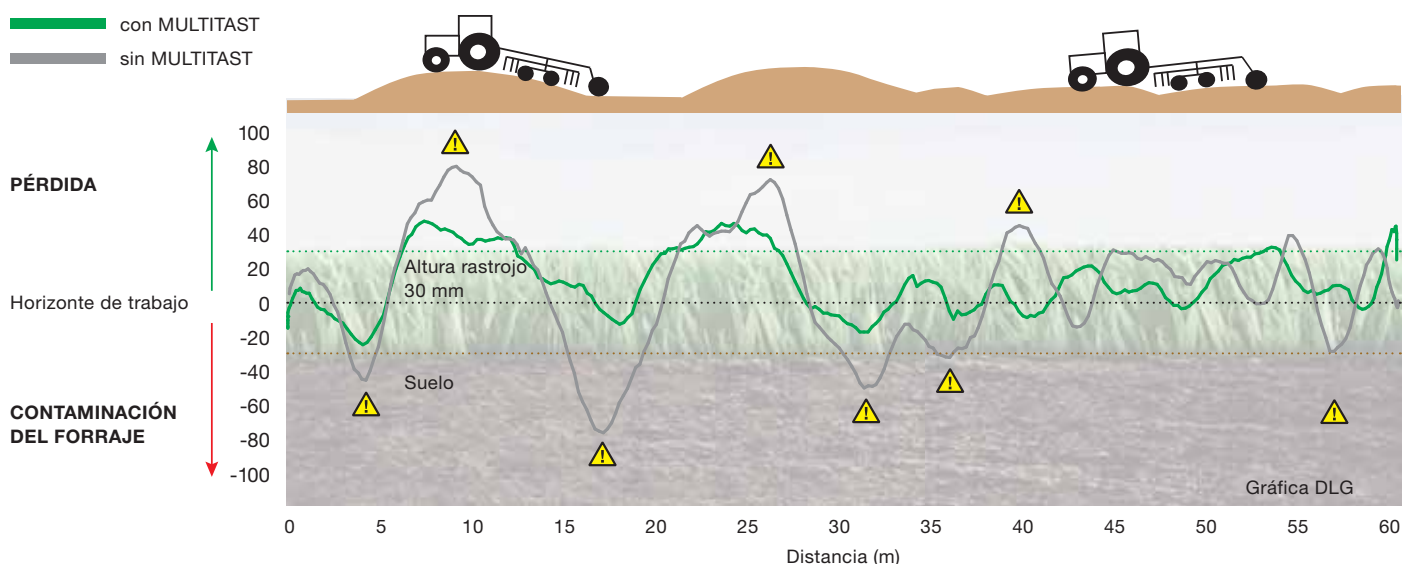 con MULTITAST
sin MULTITAST
100
80
60
40
20
0
-20
-40
-60
-80
-100
PÉRDIDA
Horizonte de trabajo
CONTAMINACIÓN
DEL FORRAJE
!
!
!
!
!
!
!
!
Altura rastrojo
30 mm
Suelo
Gráfica DLG
0 5 10 15 20 25 30 35 40 45 50 55 60
Distancia (m)